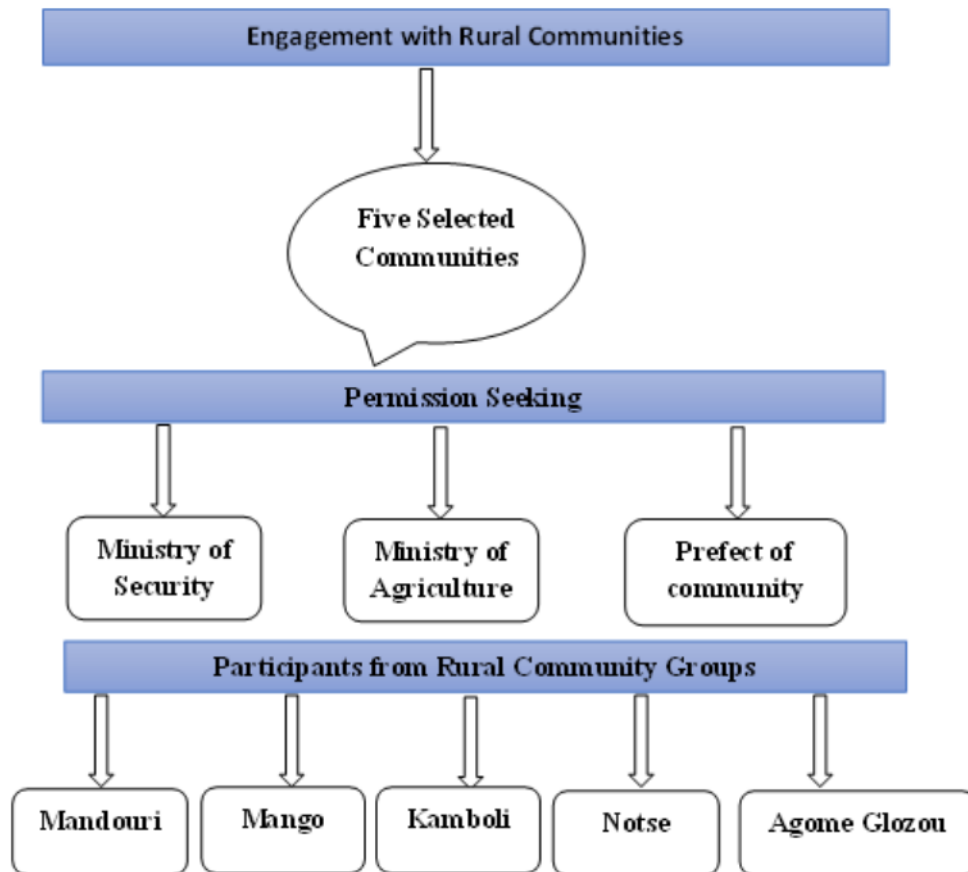 Engagement with Rural Communities
Five Selected
Communities
Permission Seeking
Ministry of
Security
Ministry of
Agriculture
Prefect of
community
Participants from Rural Community Groups
Mandouri
Mango
Kamboli
Notse
Agome Glozou